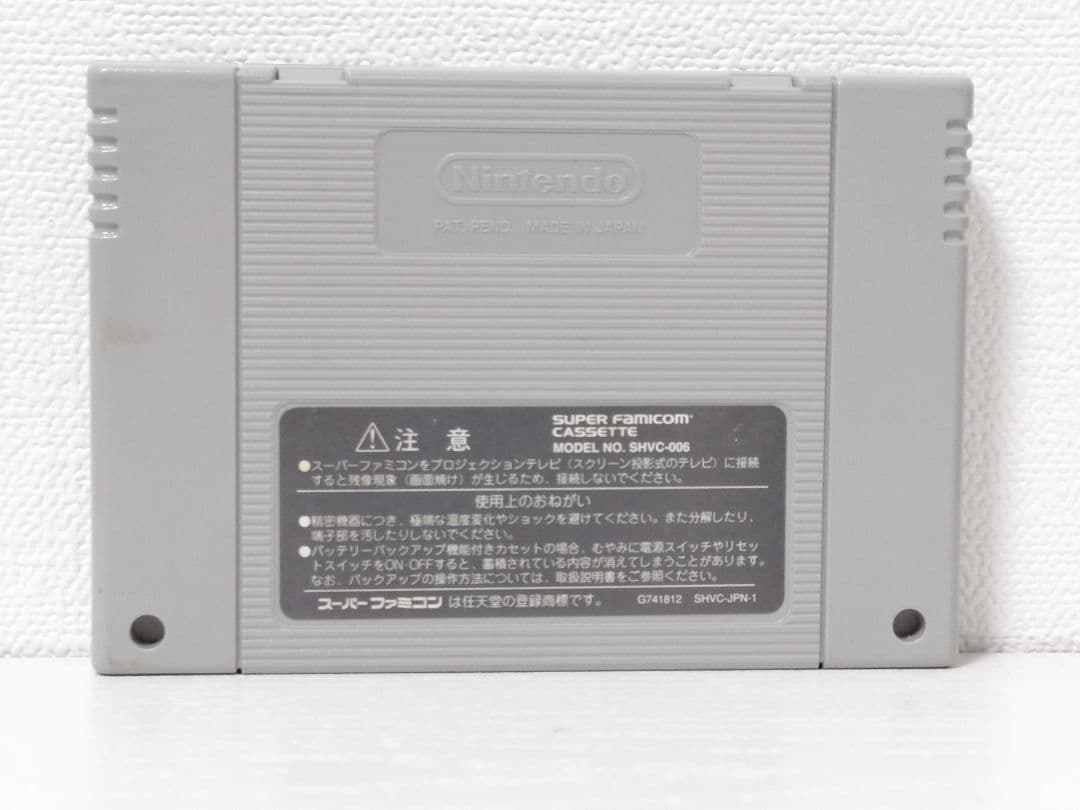 Nintendo
PAT. PEND. MADE IN JAPAN
注意
SUPER FAMICOM
CASSETTE
MODEL NO. SHVC-006
●スーパーファミコンをプロジェクションテレビ（スクリーン投影式のテレビ）に接続
すると残像現象（画面焼け）が生じるため、接続しないでください。
使用上のおねがい
●精密機器につき、極端な温度変化やショックを避けてください。また分解したり、
端子部を汚したりしないでください。
●バッテリーバックアップ機能付きカセットの場合、むやみに電源スイッチやリセッ
トスイッチをON・OFFすると、蓄積されている内容が消えてしまうことがあります。
なお、バックアップの操作方法については、取扱説明書をご参照ください。
スーパーファミコンは任天堂の登録商標です。 G741812 SHVC-JPN-1